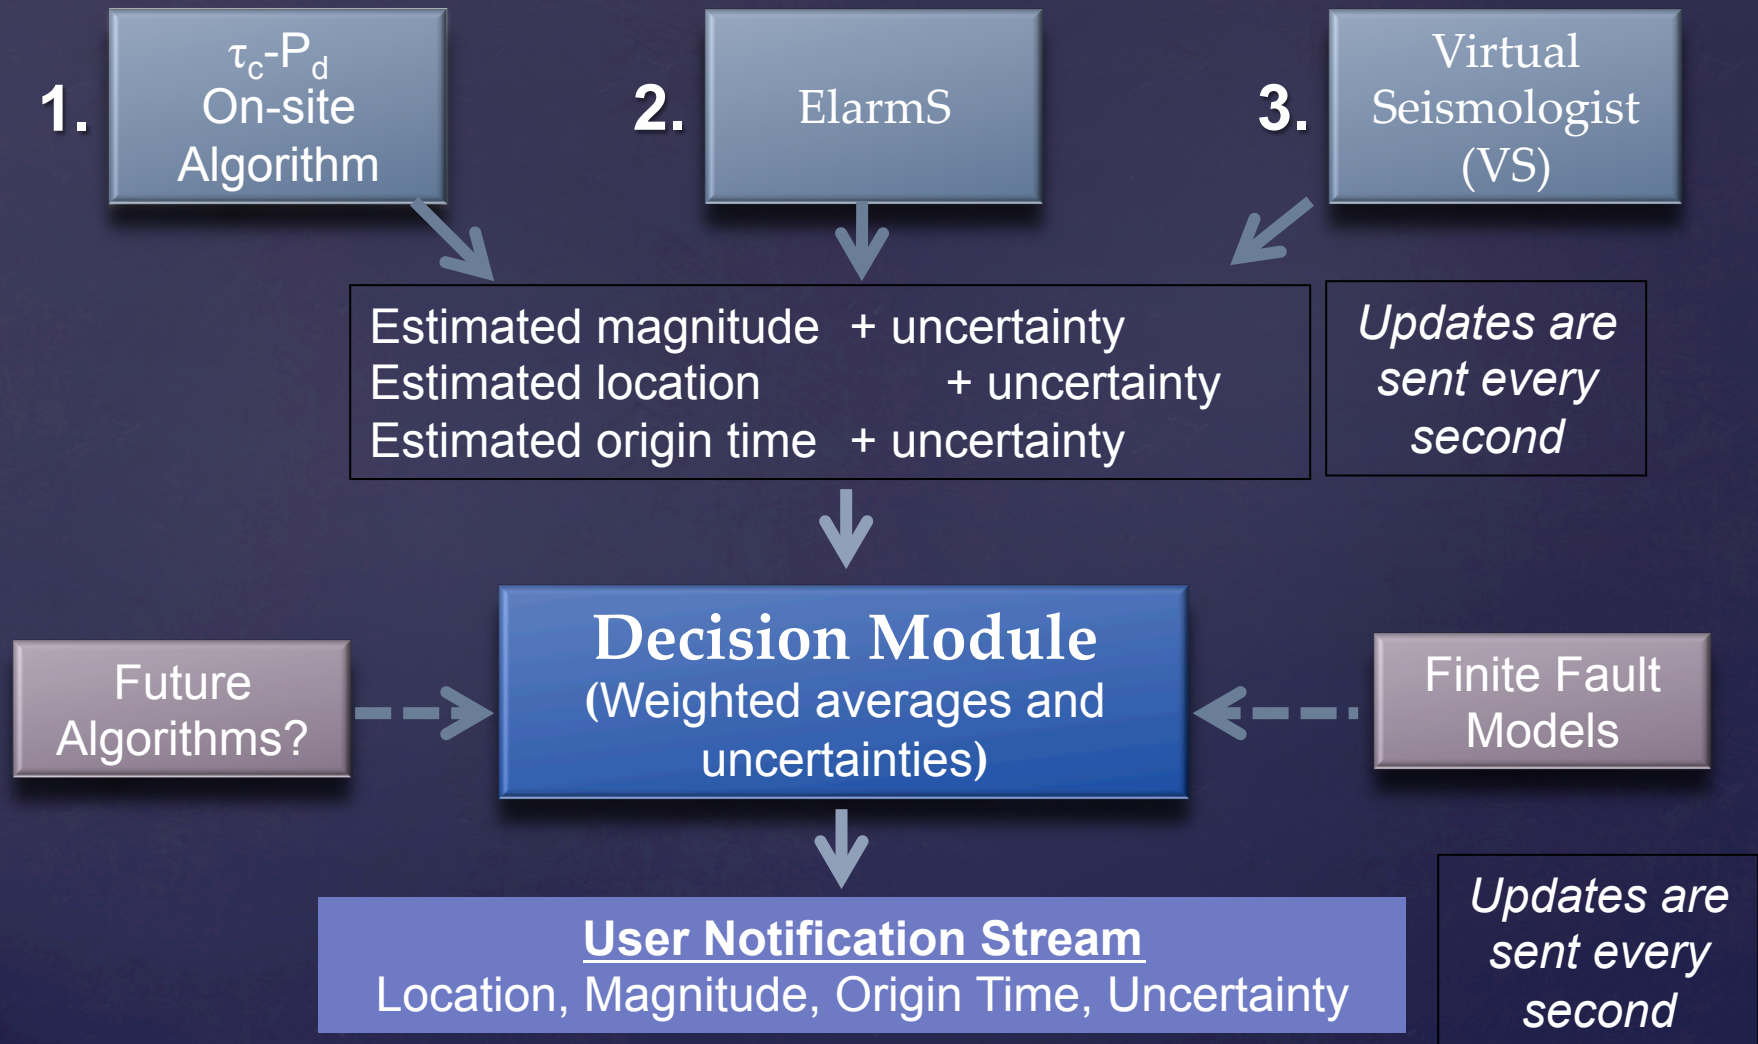 1.
τc-Pd
On-site
Algorithm
2.
ElarmS
3.
Virtual
Seismologist
(VS)
Estimated magnitude + uncertainty
Estimated location + uncertainty
Estimated origin time + uncertainty
Updates are
sent every
second
Future
Algorithms?
Decision Module
(Weighted averages and
uncertainties)
Finite Fault
Models
User Notification Stream
Location, Magnitude, Origin Time, Uncertainty
Updates are
sent every
second